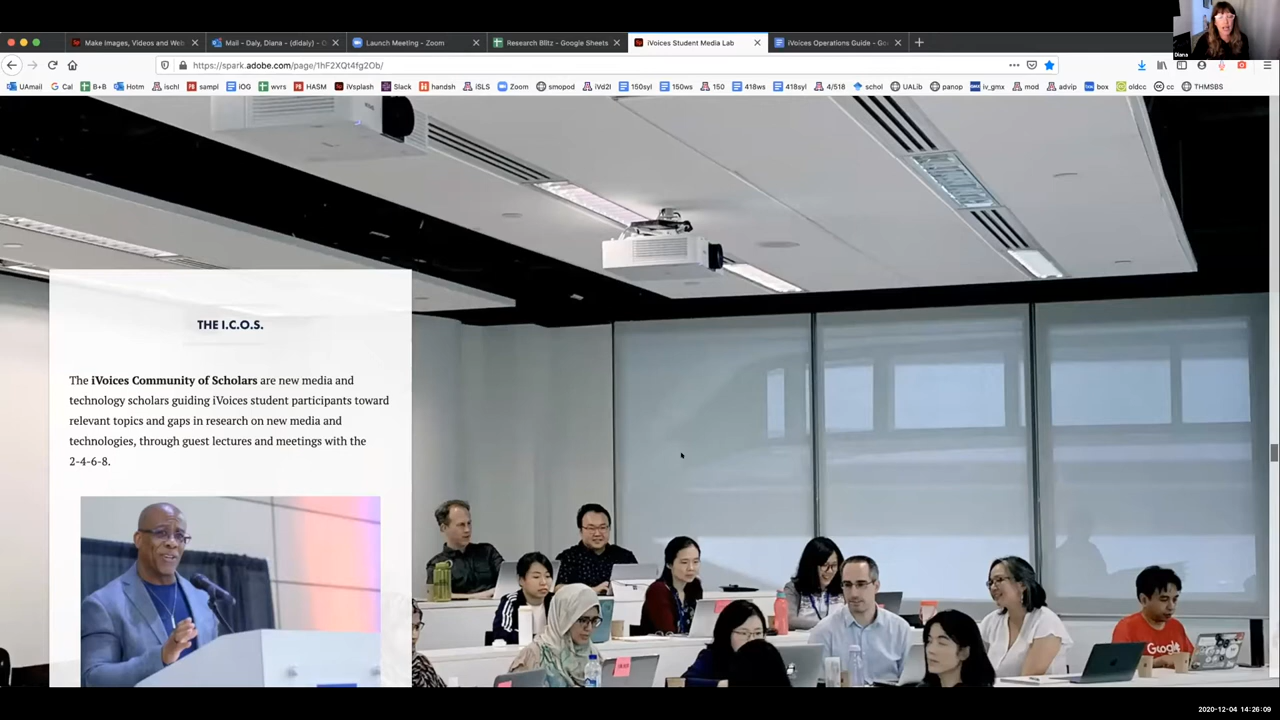 Diana
Make Images, Videos and Web
Mail - Daly, Diana - (didaly) - O
Launch Meeting - Zoom
Research Blitz - Google Sheets
iVoices Student Media Lab
iVoices Operations Guide - Go
https://spark.adobe.com/page/1hF2XQt4fg2Ob/
UAmail
Cal
B+B
Hotm
ischl
sampl
IOG
wvrs
HASM
iVsplash
Slack
handsh
iSLS
Zoom
smopod
iVd2l
150syl
150ws
150
418ws
418syl
4/518
schol
UALib
panop
iv_gmx
mod
advip
box
oldcc
cc
THMSBS
THE I.C.O.S.
The iVoices Community of Scholars are new media and
technology scholars guiding iVoices student participants toward
relevant topics and gaps in research on new media and
technologies, through guest lectures and meetings with the
2-4-6-8.
Google
2020-12-04 14:26:09